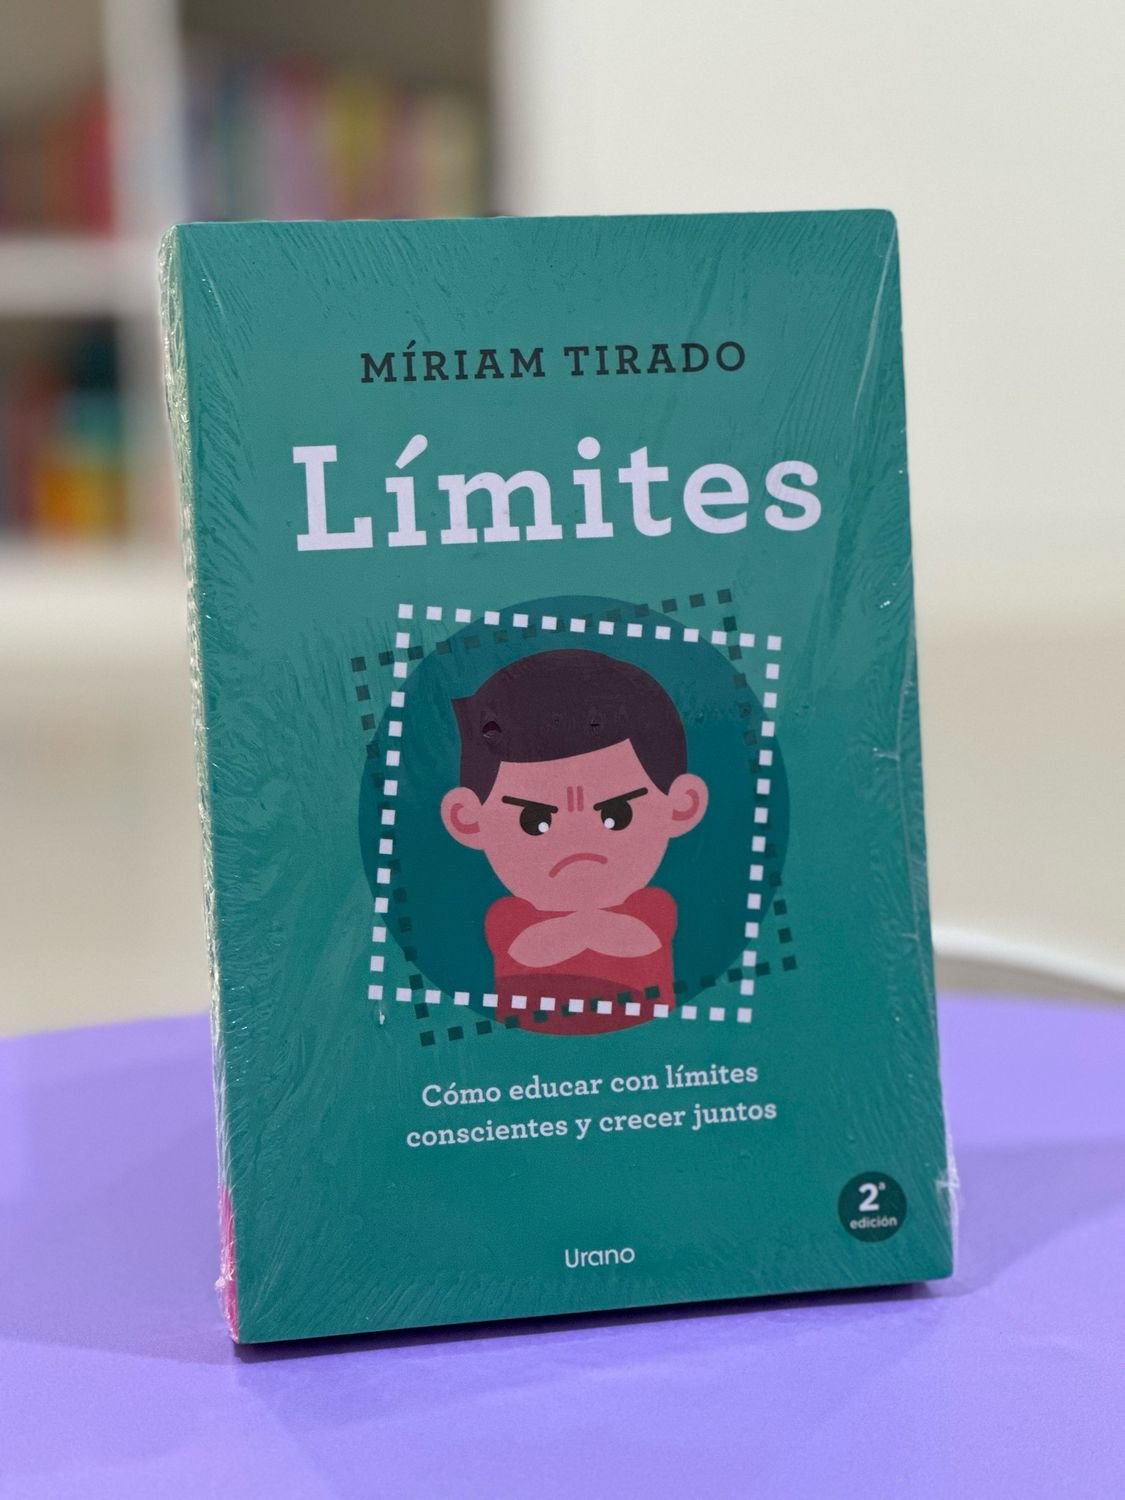 MÍRIAM TIRADO
Límites
Cómo educar con límites
conscientes y crecer juntos
2ª
edición
Urano